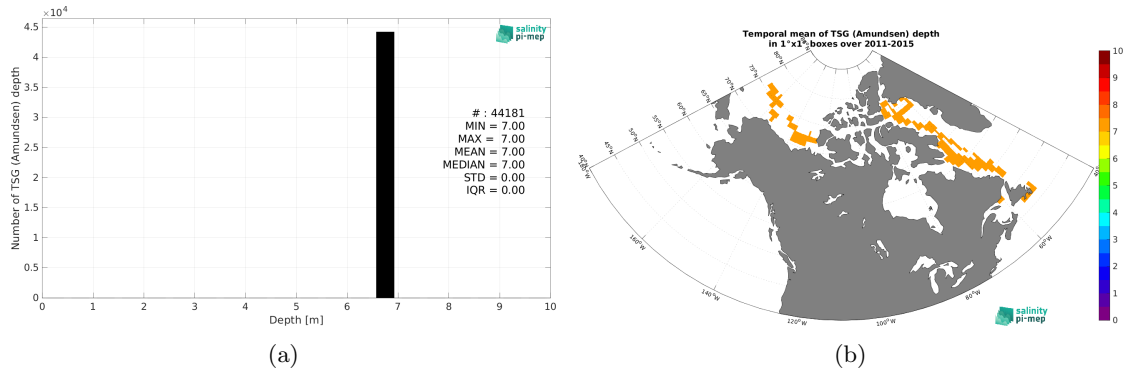 ×10⁴
4.5
4
3.5
3
2.5
2
1.5
1
0.5
0
Number of TSG (Amundsen) depth
salinity
pi-mep
# : 44181
MIN = 7.00
MAX = 7.00
MEAN = 7.00
MEDIAN = 7.00
STD = 0.00
IQR = 0.00
0 1 2 3 4 5 6 7 8 9 10
Depth [m]
(a)
Temporal mean of TSG (Amundsen) depth
in 1°x1° boxes over 2011-2015
80°N
75°N
70°N
65°N
60°N
55°N
50°N
45°N
40°N
180°W
160°W
140°W
120°W
100°W
80°W
60°W
10
9
8
7
6
5
4
3
2
1
0
salinity
pi-mep
(b)